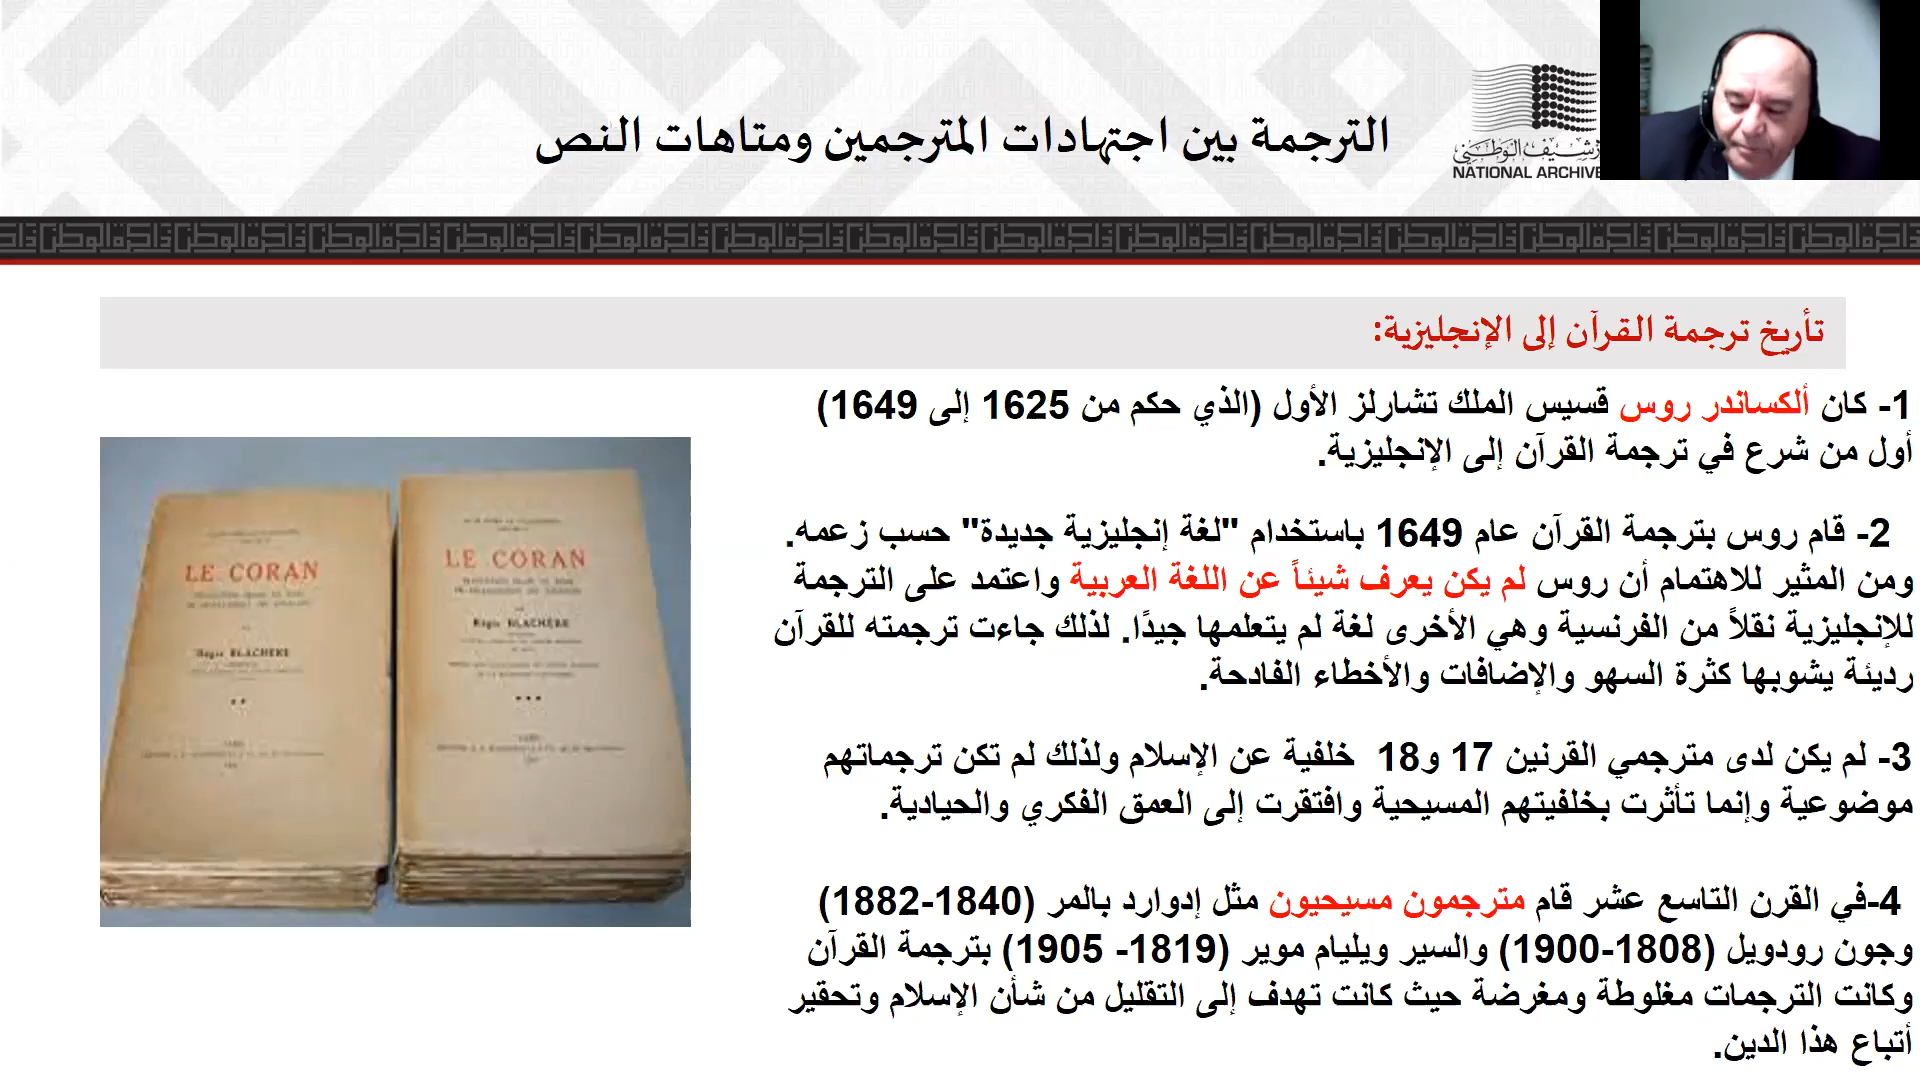 الترجمة بين اجتهادات المترجمين ومتاهات النص
NATIONAL ARCHIVE
تأريخ ترجمة القرآن إلى الإنجليزية:
1- كان ألكساندر روس قسيس الملك تشارلز الأول (الذي حكم من 1625 إلى 1649)
أول من شرع في ترجمة القرآن إلى الإنجليزية.
2- قام روس بترجمة القرآن عام 1649 باستخدام "لغة إنجليزية جديدة" حسب زعمه.
ومن المثير للاهتمام أن روس لم يكن يعرف شيئاً عن اللغة العربية واعتمد على الترجمة
للإنجليزية نقلاً من الفرنسية وهي الأخرى لغة لم يتعلمها جيدًا. لذلك جاءت ترجمته للقرآن
رديئة يشوبها كثرة السهو والإضافات والأخطاء الفادحة.
3- لم يكن لدى مترجمي القرنين 17 و18 خلفية عن الإسلام ولذلك لم تكن ترجماتهم
موضوعية وإنما تأثرت بخلفيتهم المسيحية وافتقرت إلى العمق الفكري والحيادية.
4-في القرن التاسع عشر قام مترجمون مسيحيون مثل إدوارد بالمر (1840-1882)
وجون رودويل (1808-1900) والسير ويليام موير (1819- 1905) بترجمة القرآن
وكانت الترجمات مغلوطة ومغرضة حيث كانت تهدف إلى التقليل من شأن الإسلام وتحقير
أتباع هذا الدين.
LE CORAN
Régis BLACHÈRE
LE CORAN
Régis BLACHÈRE